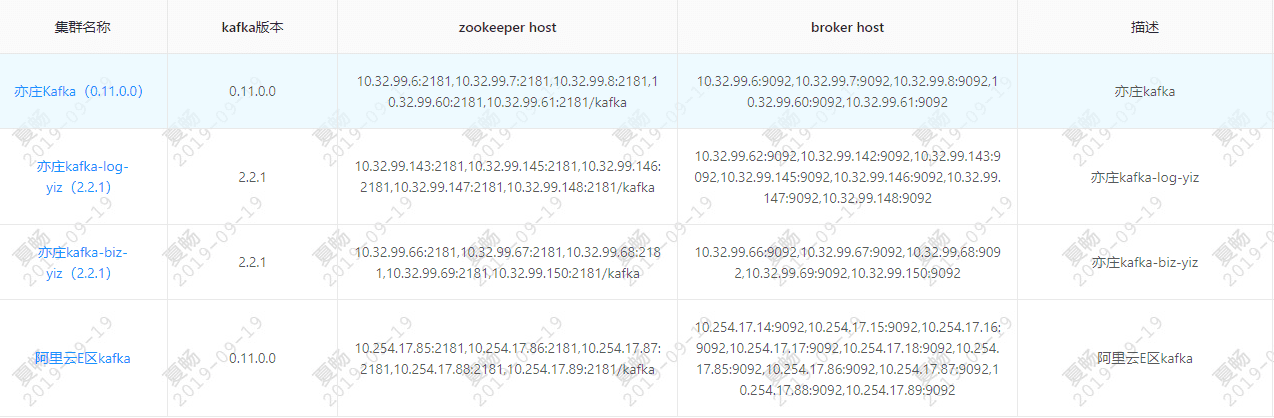 集群名称 kafka版本 zookeeper host broker host 描述
亦庄Kafka（0.11.0.0）
0.11.0.0
10.32.99.6:2181,10.32.99.7:2181,10.32.99.8:2181,1
0.32.99.60:2181,10.32.99.61:2181/kafka
10.32.99.6:9092,10.32.99.7:9092,10.32.99.8:9092,10
0.32.99.60:9092,10.32.99.61:9092
亦庄kafka
亦庄kafka-log-
yiz（2.2.1）
2.2.1
10.32.99.143:2181,10.32.99.145:2181,10.32.99.146:
2181,10.32.99.147:2181,10.32.99.148:2181/kafka
10.32.99.62:9092,10.32.99.142:9092,10.32.99.143:9
092,10.32.99.145:9092,10.32.99.146:9092,10.32.99.
147:9092,10.32.99.148:9092
亦庄kafka-log-yiz
亦庄kafka-biz-
yiz（2.2.1）
2.2.1
10.32.99.66:2181,10.32.99.67:2181,10.32.99.68:218
1,10.32.99.69:2181,10.32.99.150:2181/kafka
10.32.99.66:9092,10.32.99.67:9092,10.32.99.68:909
2,10.32.99.69:9092,10.32.99.150:9092
亦庄kafka-biz-yiz
阿里云E区kafka
0.11.0.0
10.254.17.85:2181,10.254.17.86:2181,10.254.17.87:
2181,10.254.17.88:2181,10.254.17.89:2181/kafka
10.254.17.14:9092,10.254.17.15:9092,10.254.17.16:
9092,10.254.17.17:9092,10.254.17.18:9092,10.254.
17.85:9092,10.254.17.86:9092,10.254.17.87:9092,1
0.254.17.88:9092,10.254.17.89:9092
阿里云E区kafka
夏畅
2019-09-19